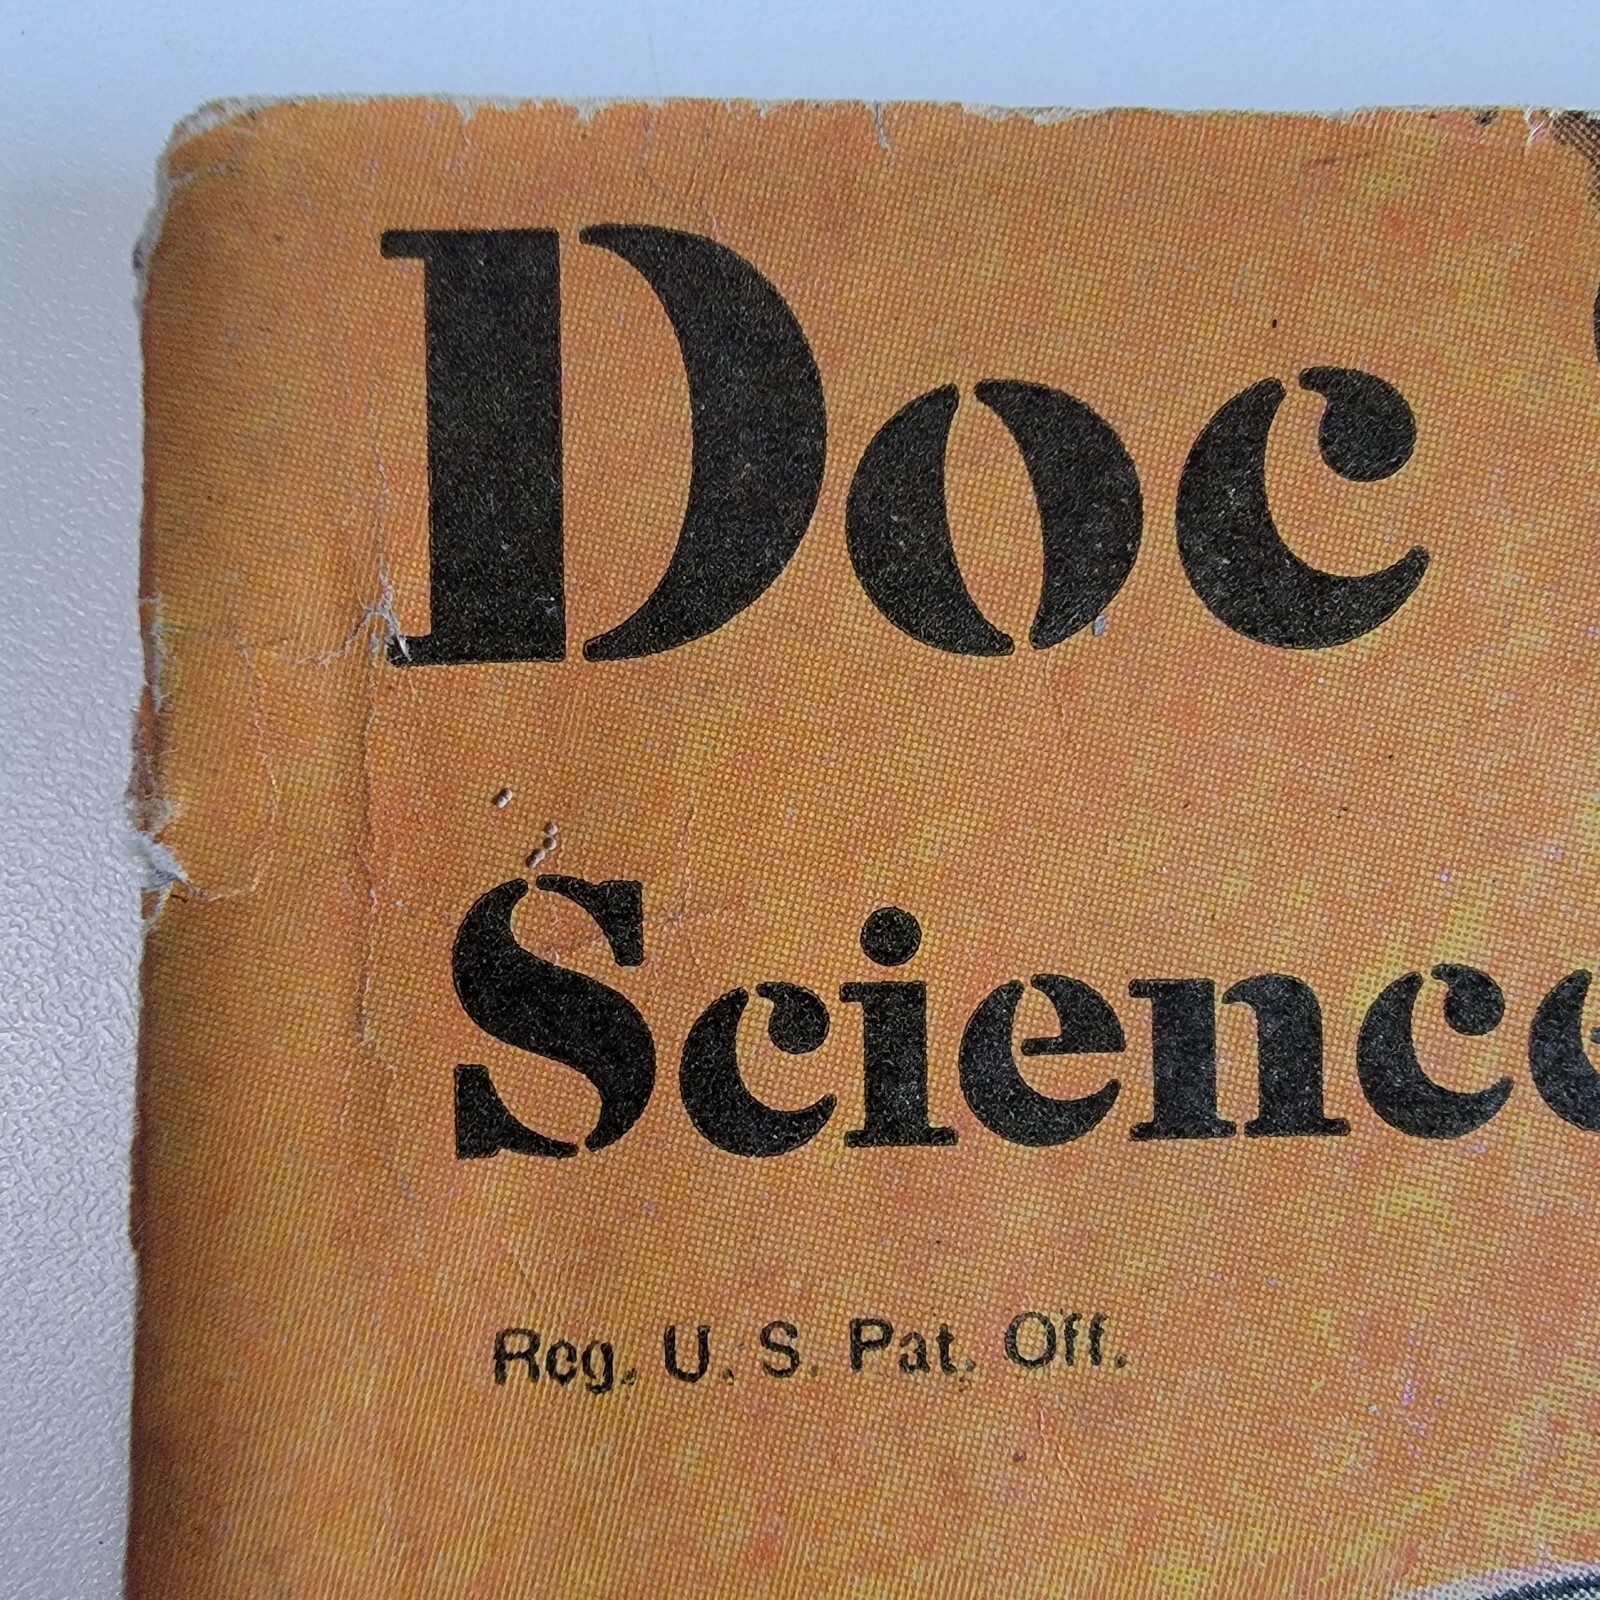 Doc
Science
Reg. U. S. Pat. Off.